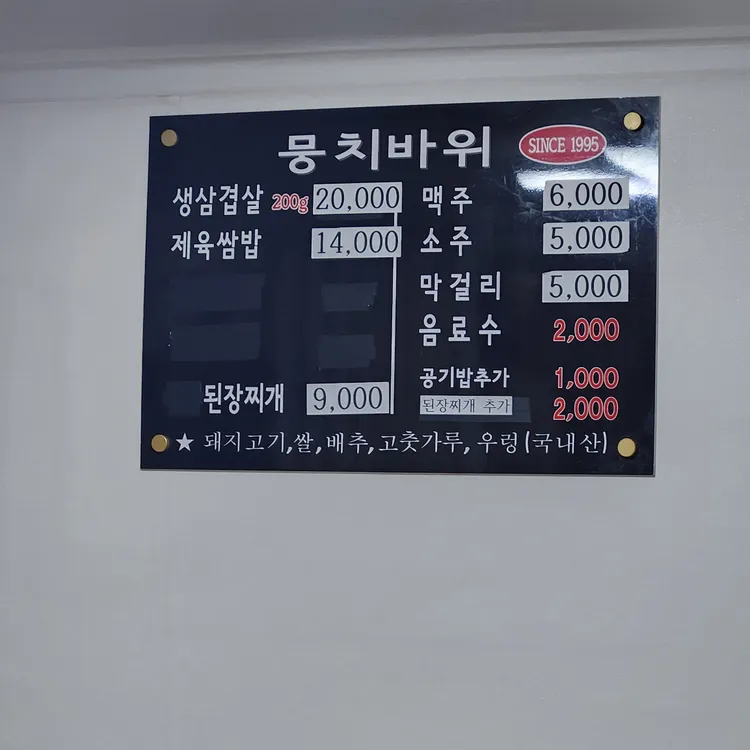 뭉치바위 SINCE 1995
생삼겹살 200g 20,000
제육쌈밥 14,000
된장찌개 9,000
맥주 6,000
소주 5,000
막걸리 5,000
음료수 2,000
공기밥추가 1,000
된장찌개 추가 2,000
★ 돼지고기,쌀,배추,고춧가루,우렁(국내산)